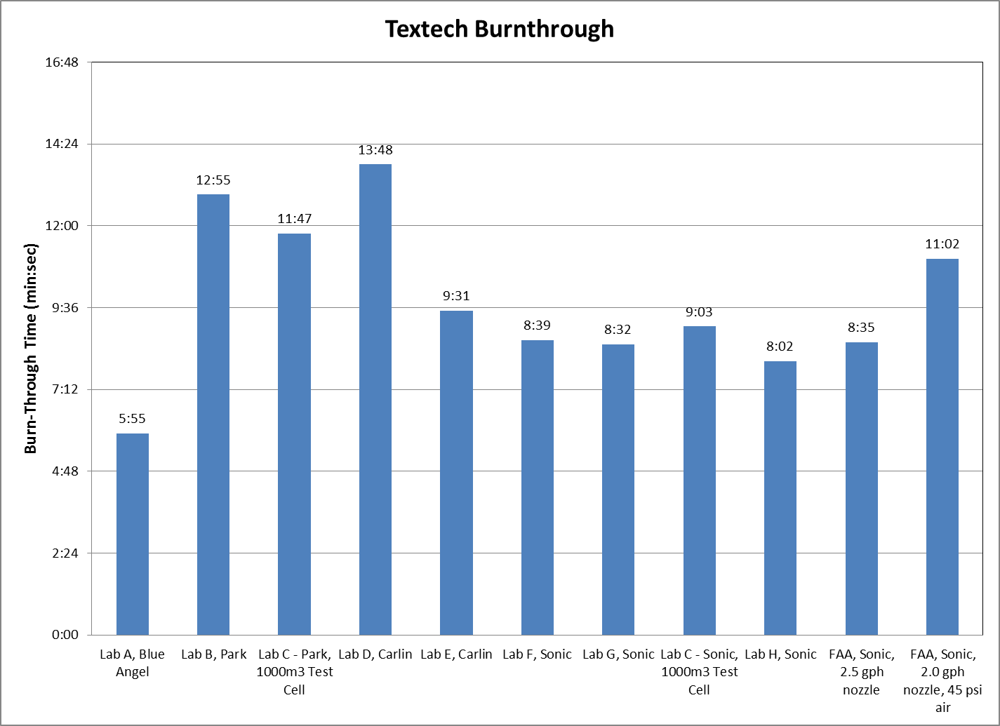 Textech Burnthrough
16:48
14:24
12:00
9:36
7:12
4:48
2:24
0:00
Burn-Through Time (min:sec)
5:55
12:55
11:47
13:48
9:31
8:39
8:32
9:03
8:02
8:35
11:02
Lab A, Blue
Angel
Lab B, Park
Lab C - Park,
1000m3 Test
Cell
Lab D, Carlin
Lab E, Carlin
Lab F, Sonic
Lab G, Sonic
Lab C - Sonic,
1000m3 Test
Cell
Lab H, Sonic
FAA, Sonic,
2.5 gph
nozzle
FAA, Sonic,
2.0 gph
nozzle, 45 psi
air